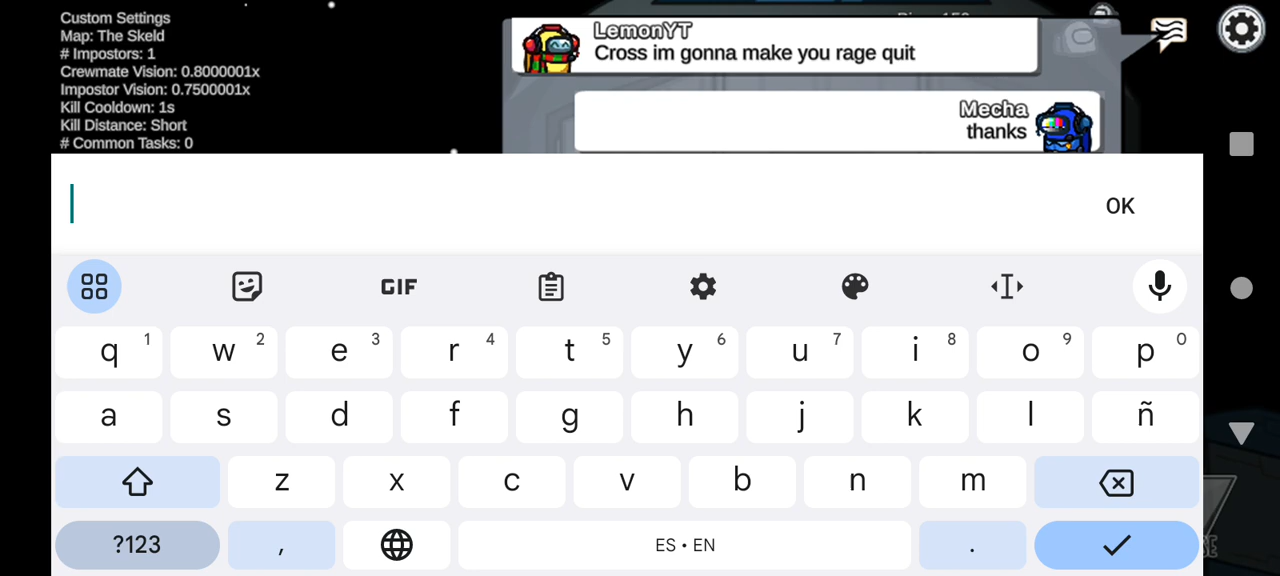 Custom Settings
Map: The Skeld
# Impostors: 1
Crewmate Vision: 0.8000001x
Impostor Vision: 0.7500001x
Kill Cooldown: 1s
Kill Distance: Short
# Common Tasks: 0
LemonYT
Cross im gonna make you rage quit
Mecha
thanks
OK
GIF
q 1 w 2 e 3 r 4 t 5 y 6 u 7 i 8 o 9 p 0
a s d f g h j k l ñ
z x c v b n m
?123 , ES • EN .